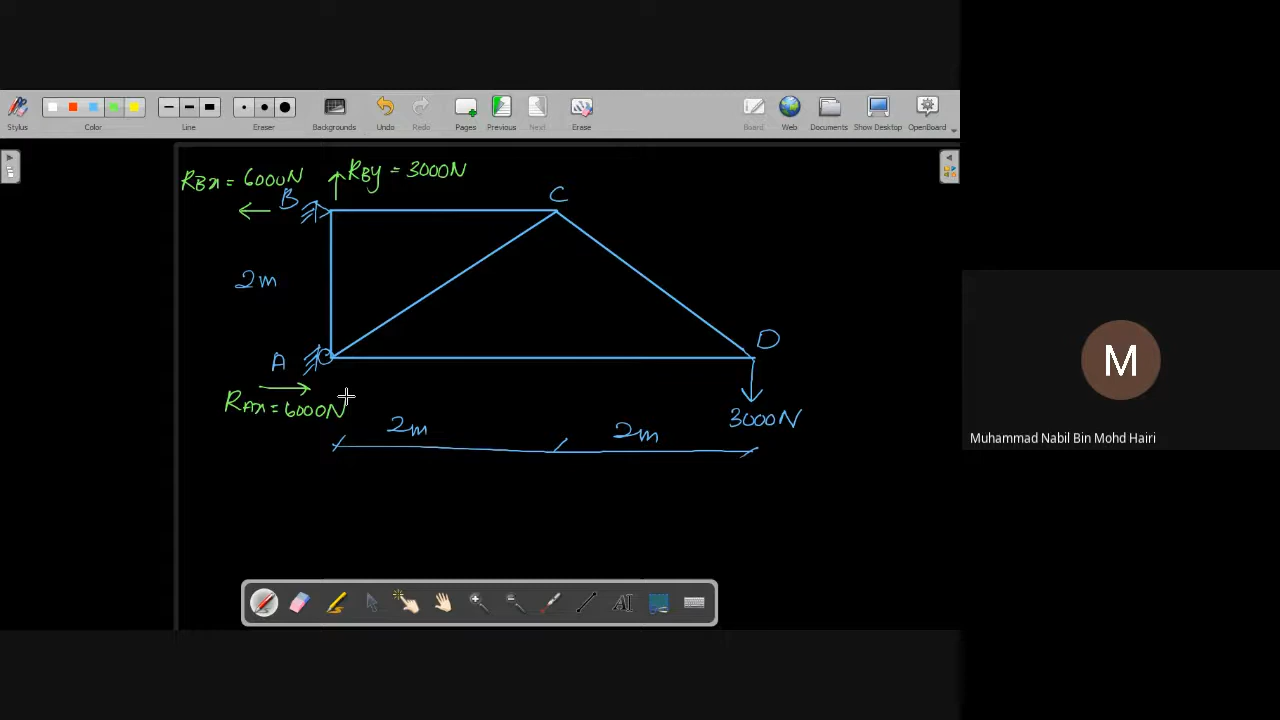 Stylus
Color
Line
Eraser
Backgrounds
Undo
Redo
Pages
Previous
Next
Erase
Board
Web
Documents
Show Desktop
OpenBoard
RBx = 6000N
RBy = 3000N
B
C
2m
A
D
RAx = 6000N
3000N
2m
2m
M
Muhammad Nabil Bin Mohd Hairi
AI